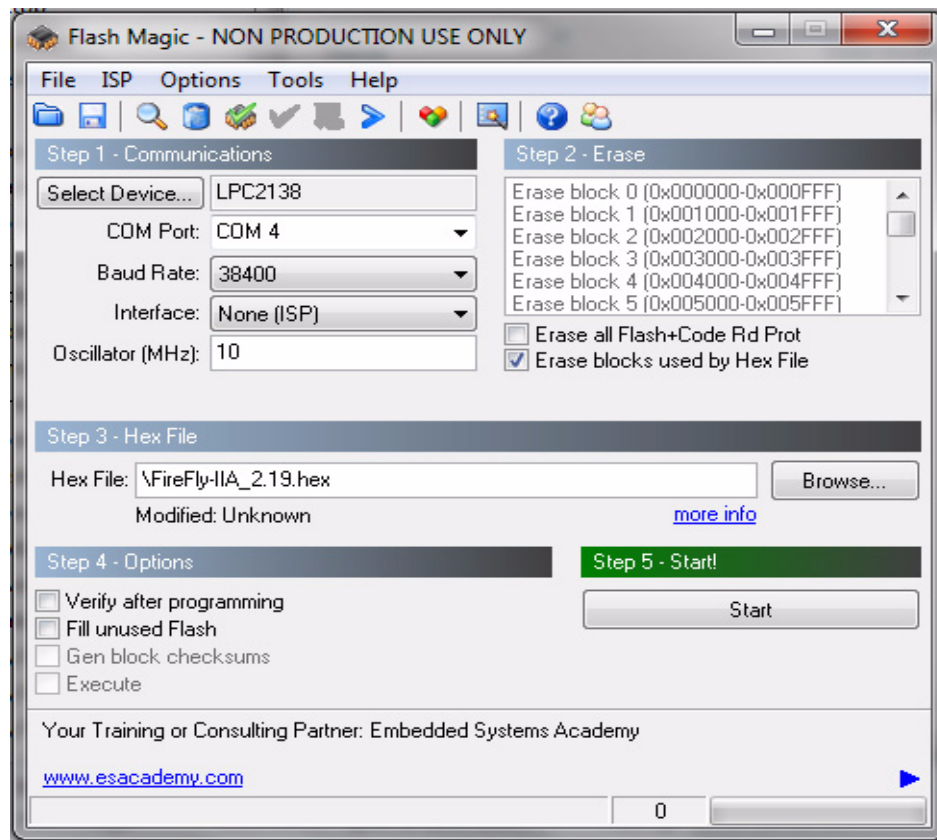 Flash Magic - NON PRODUCTION USE ONLY
File ISP Options Tools Help
Step 1 - Communications
Select Device... LPC2138
COM Port: COM 4
Baud Rate: 38400
Interface: None (ISP)
Oscillator (MHz): 10
Step 2 - Erase
Erase block 0 (0x000000-0x000FFF)
Erase block 1 (0x001000-0x001FFF)
Erase block 2 (0x002000-0x002FFF)
Erase block 3 (0x003000-0x003FFF)
Erase block 4 (0x004000-0x004FFF)
Erase block 5 (0x005000-0x005FFF)
Erase all Flash+Code Rd Prot
Erase blocks used by Hex File
Step 3 - Hex File
Hex File: \FireFly-IIA_2.19.hex Browse...
Modified: Unknown more info
Step 4 - Options
Verify after programming
Fill unused Flash
Gen block checksums
Execute
Step 5 - Start!
Start
Your Training or Consulting Partner: Embedded Systems Academy
www.esacademy.com
0